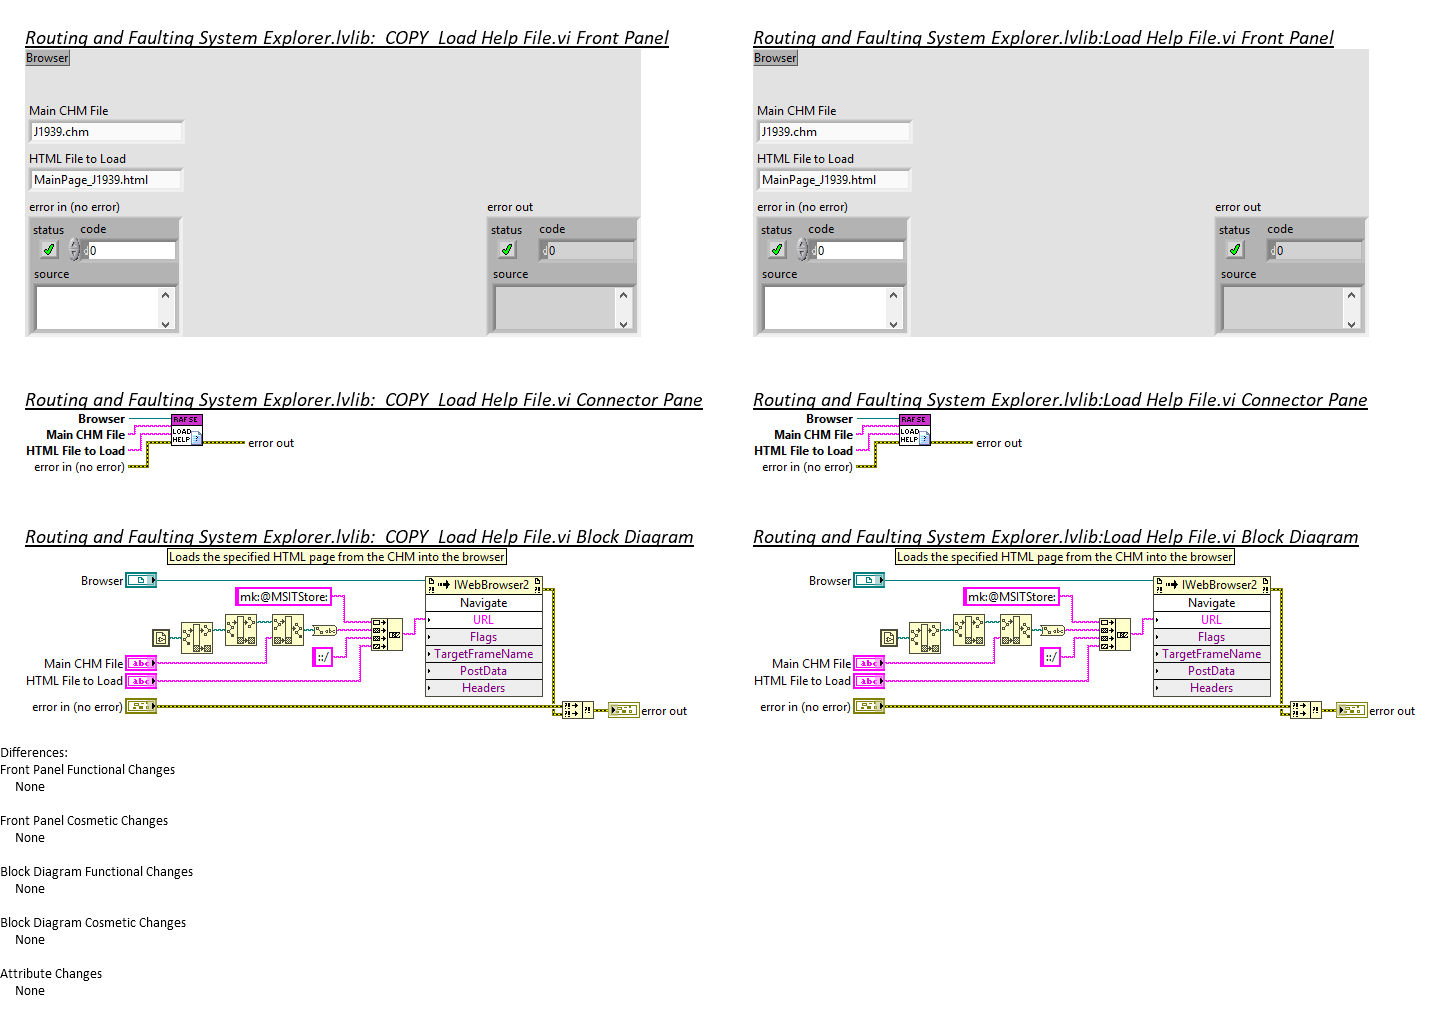 Routing and Faulting System Explorer.lvlib:_COPY_Load Help File.vi Front Panel
Browser
Main CHM File
J1939.chm
HTML File to Load
MainPage_J1939.html
error in (no error)
status code
0
source
error out
status code
0
source
Routing and Faulting System Explorer.lvlib:Load Help File.vi Front Panel
Browser
Main CHM File
J1939.chm
HTML File to Load
MainPage_J1939.html
error in (no error)
status code
0
source
error out
status code
0
source
Routing and Faulting System Explorer.lvlib:_COPY_Load Help File.vi Connector Pane
Browser
Main CHM File
HTML File to Load
error in (no error)
RAFSE
LOAD
HELP
error out
Routing and Faulting System Explorer.lvlib:Load Help File.vi Connector Pane
Browser
Main CHM File
HTML File to Load
error in (no error)
RAFSE
LOAD
HELP
error out
Routing and Faulting System Explorer.lvlib:_COPY_Load Help File.vi Block Diagram
Loads the specified HTML page from the CHM into the browser
Browser
mk:@MSITStore:
abc
::/
Main CHM File
abc
HTML File to Load
abc
error in (no error)
IWebBrowser2
Navigate
URL
Flags
TargetFrameName
PostData
Headers
error out
Routing and Faulting System Explorer.lvlib:Load Help File.vi Block Diagram
Loads the specified HTML page from the CHM into the browser
Browser
mk:@MSITStore:
abc
::/
Main CHM File
abc
HTML File to Load
abc
error in (no error)
IWebBrowser2
Navigate
URL
Flags
TargetFrameName
PostData
Headers
error out
Differences:
Front Panel Functional Changes
None
Front Panel Cosmetic Changes
None
Block Diagram Functional Changes
None
Block Diagram Cosmetic Changes
None
Attribute Changes
None